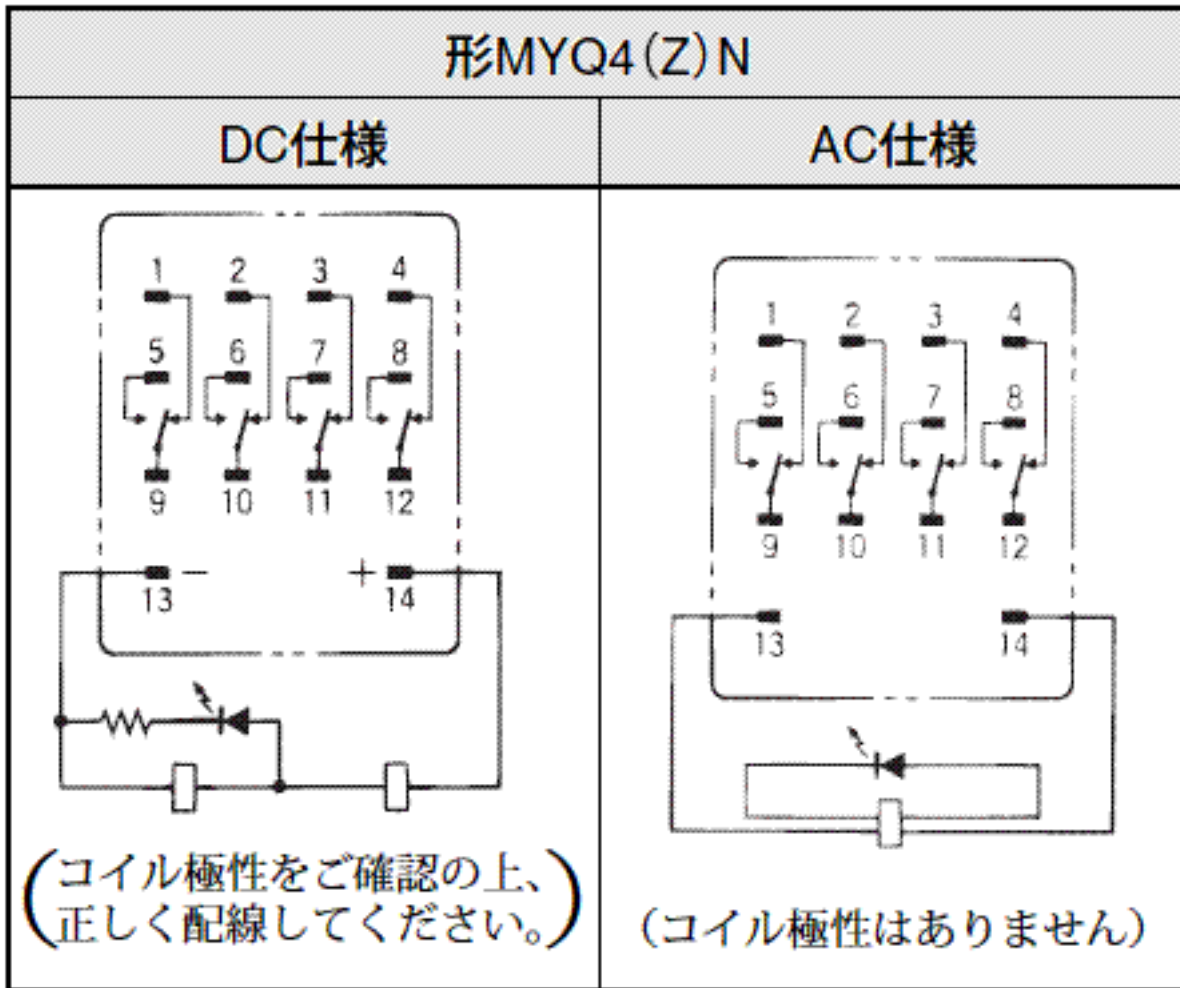 形MYQ4(Z)N
DC仕様
AC仕様
1 2 3 4
5 6 7 8
9 10 11 12
− +
13 14
(コイル極性をご確認の上、
正しく配線してください。)
1 2 3 4
5 6 7 8
9 10 11 12
13 14
(コイル極性はありません)